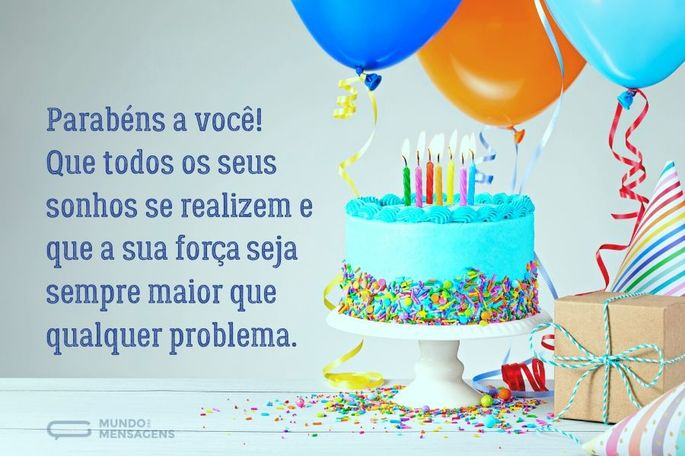 Parabéns a você!
Que todos os seus
sonhos se realizem e
que a sua força seja
sempre maior que
qualquer problema.
MUNDO DAS
MENSAGENS